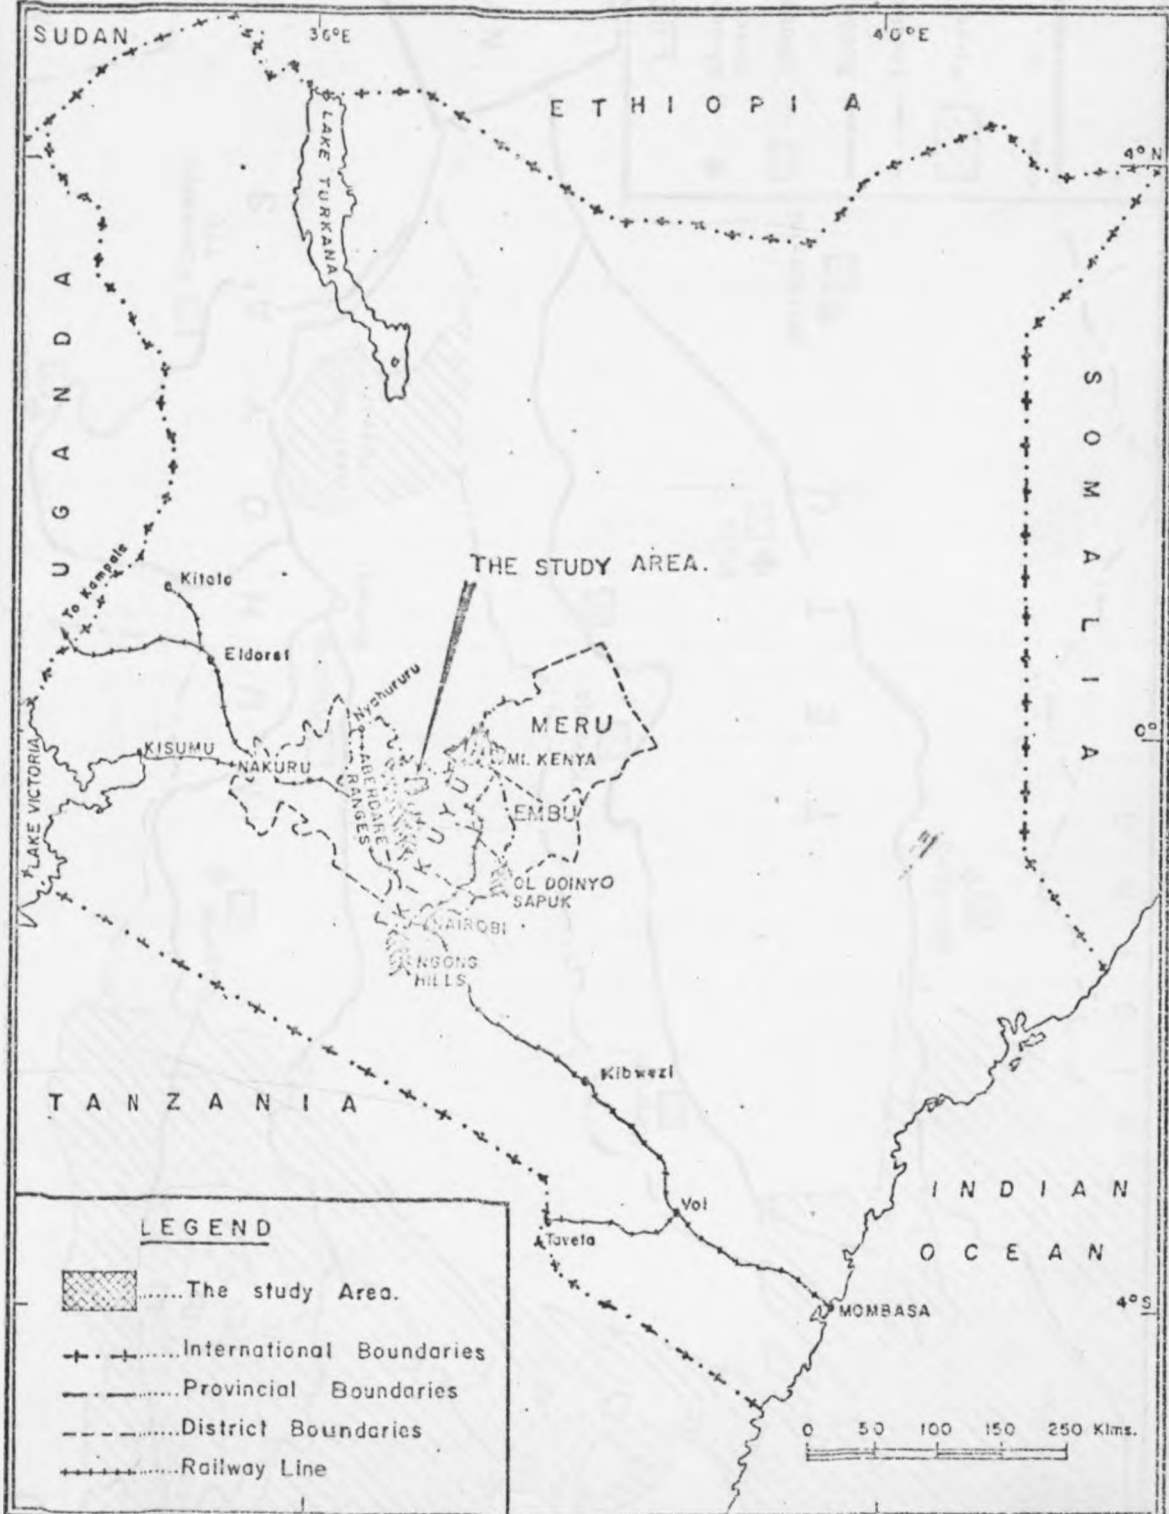 SUDAN
36°E
40°E
ETHIOPIA
4°N
LAKE TURKANA
UGANDA
SOMALIA
THE STUDY AREA.
To Kampala
Kitale
Eldoret
Nyahururu
MERU
0°
KISUMU
NAKURU
MT. KENYA
LAKE VICTORIA
ABERDARE
RANGES
KIKUYU
EMBU
OL DOINYO
SAPUK
NAIROBI
NGONG
HILLS
Kibwezi
TANZANIA
INDIAN
OCEAN
Voi
Taveta
MOMBASA
4°S
LEGEND
......The study Area.
.....International Boundaries
......Provincial Boundaries
......District Boundaries
......Railway Line
0 50 100 150 250 Klms.